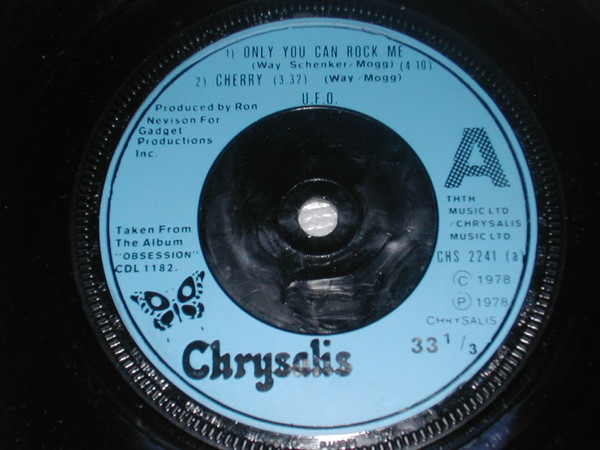 1) ONLY YOU CAN ROCK ME
(Way Schenker/Mogg) (4.10)
2) CHERRY (3.32) (Way/Mogg)
U.F.O.
Produced by Ron
Nevison For
Gadget
Productions
Inc.
A
THTH
MUSIC LTD.
/CHRYSALIS
MUSIC LTD.
Taken From
The Album
"OBSESSION"
CDL 1182.
CHS 2241 (a)
C 1978
P 1978
CHRYSALIS
33 1/3
Chrysalis